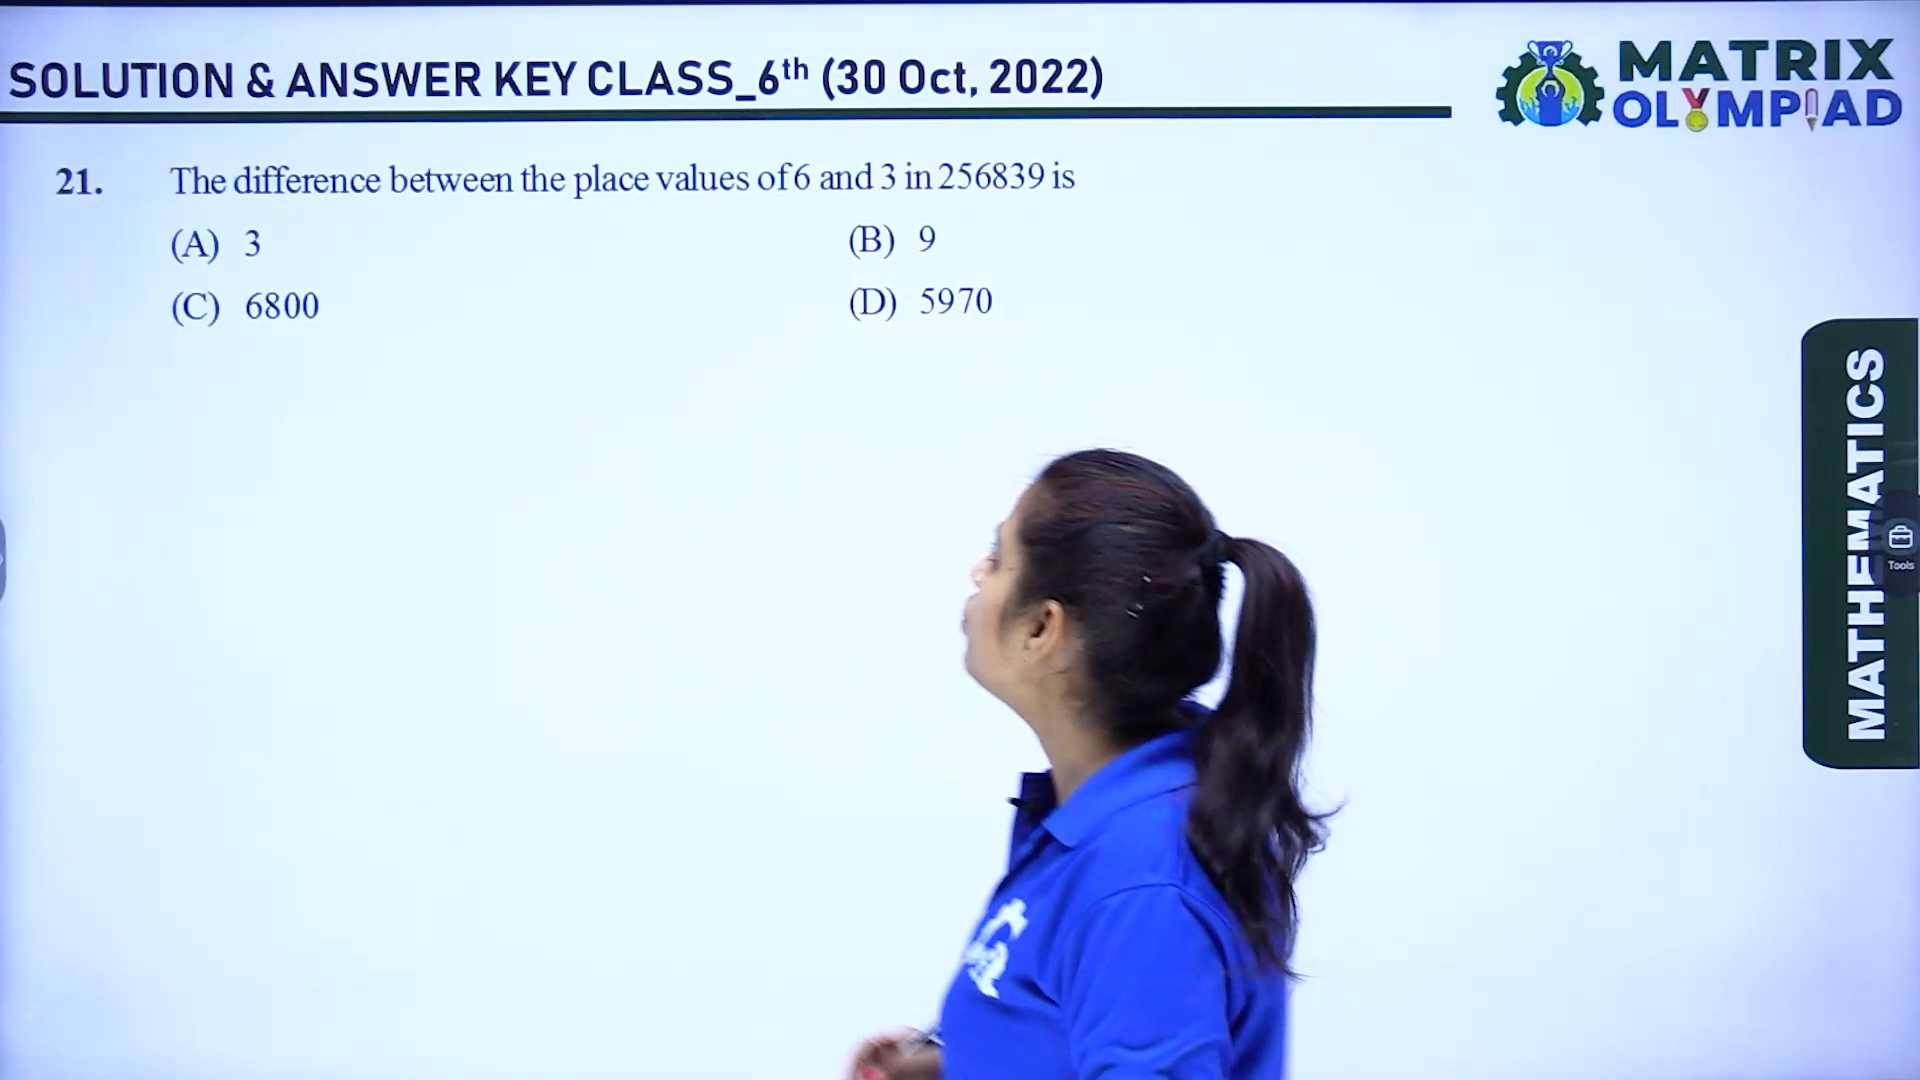 SOLUTION & ANSWER KEY CLASS_6th (30 Oct, 2022)
MATRIX
OLYMPIAD
21. The difference between the place values of 6 and 3 in 256839 is
(A) 3 (B) 9
(C) 6800 (D) 5970
MATHEMATICS
Tools